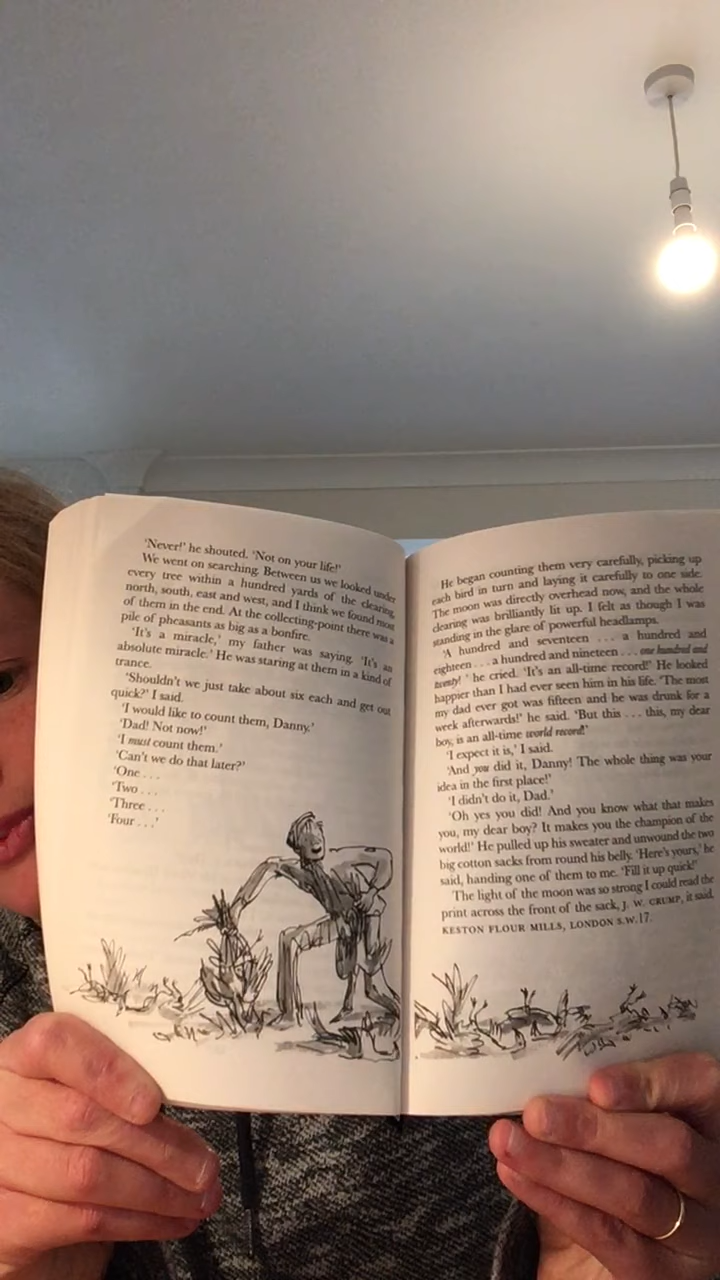 'Never!' he shouted. 'Not on your life!'
We went on searching. Between us we looked under
every tree within a hundred yards of the clearing,
north, south, east and west, and I think we found most
of them in the end. At the collecting-point there was a
pile of pheasants as big as a bonfire.
'It's a miracle,' my father was saying. 'It's an
absolute miracle.' He was staring at them in a kind of
trance.
'Shouldn't we just take about six each and get out
quick?' I said.
'I would like to count them, Danny.'
'Dad! Not now!'
'I must count them.'
'Can't we do that later?'
'One . . .
'Two . . .
'Three . . .
'Four . . .'
He began counting them very carefully, picking up
each bird in turn and laying it carefully to one side.
The moon was directly overhead now, and the whole
clearing was brilliantly lit up. I felt as though I was
standing in the glare of powerful headlamps.
'A hundred and seventeen . . . a hundred and
eighteen . . . a hundred and nineteen . . . one hundred and
twenty!' he cried. 'It's an all-time record!' He looked
happier than I had ever seen him in his life. 'The most
my dad ever got was fifteen and he was drunk for a
week afterwards!' he said. 'But this . . . this, my dear
boy, is an all-time world record!'
'I expect it is,' I said.
'And you did it, Danny! The whole thing was your
idea in the first place!'
'I didn't do it, Dad.'
'Oh yes you did! And you know what that makes
you, my dear boy? It makes you the champion of the
world!' He pulled up his sweater and unwound the two
big cotton sacks from round his belly. 'Here's yours,' he
said, handing one of them to me. 'Fill it up quick!'
The light of the moon was so strong I could read the
print across the front of the sack, J. W. CRUMP, it said.
KESTON FLOUR MILLS, LONDON S.W.17.